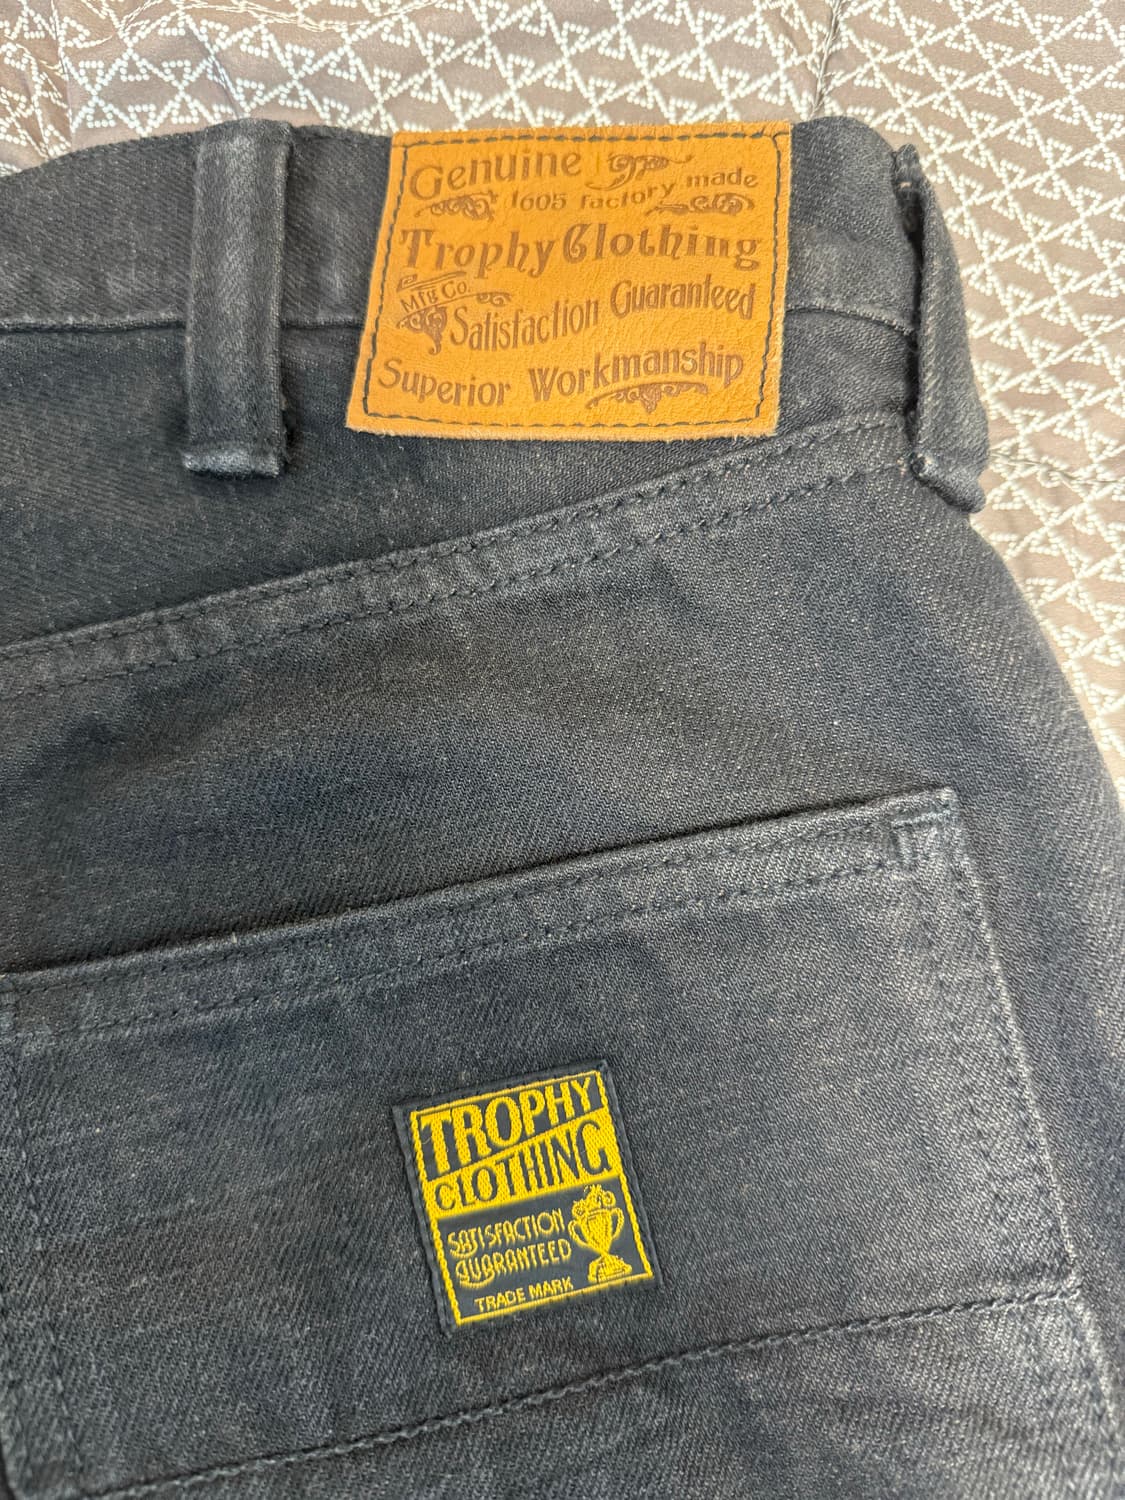 Genuine
1605 factory made
Trophy Clothing
Mfg Co.
Satisfaction Guaranteed
Superior Workmanship
TROPHY
CLOTHING
SATISFACTION
GUARANTEED
TRADE MARK